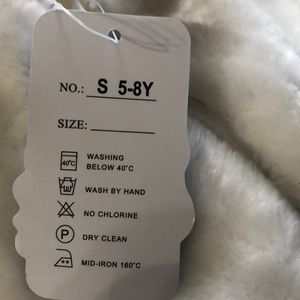 NO.: S 5-8Y
SIZE:
40°C WASHING
BELOW 40°C
WASH BY HAND
NO CHLORINE
P DRY CLEAN
MID-IRON 160°C